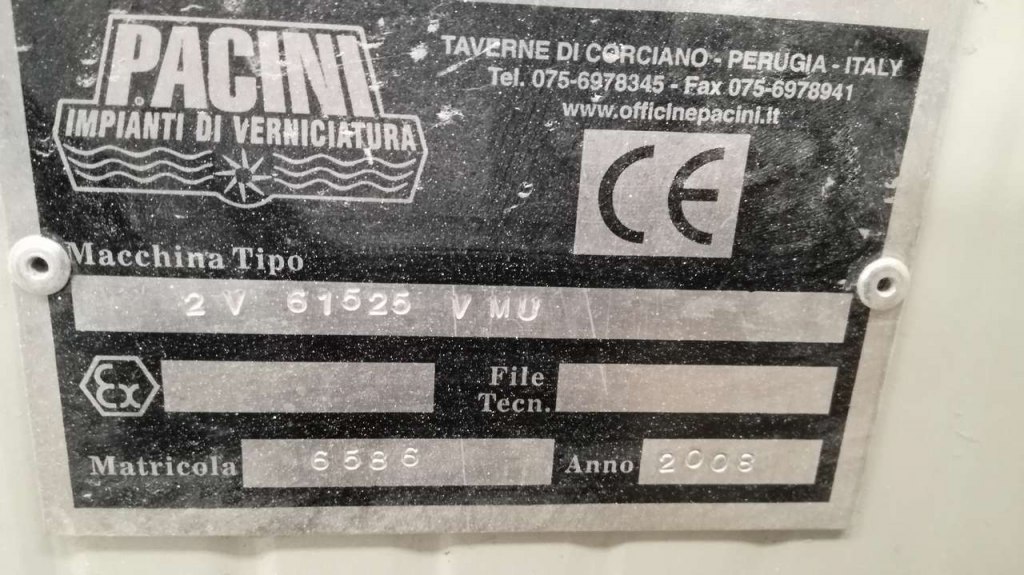 PACINI
IMPIANTI DI VERNICIATURA
TAVERNE DI CORCIANO - PERUGIA - ITALY
Tel. 075-6978345 - Fax 075-6978941
www.officinepacini.it
CE
Macchina Tipo
2 V 61525 V MU
Ex
File
Tecn.
Matricola 6586 Anno 2008